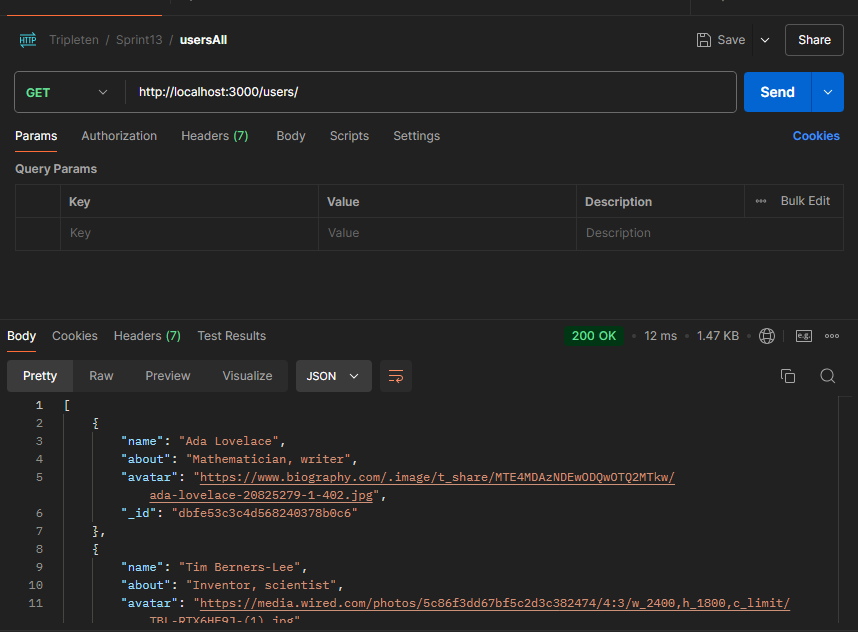 HTTP Tripleten / Sprint13 / usersAll Save Share
GET http://localhost:3000/users/ Send
Params Authorization Headers (7) Body Scripts Settings Cookies
Query Params
Key Value Description Bulk Edit
Key Value Description
Body Cookies Headers (7) Test Results 200 OK 12 ms 1.47 KB e.g.
Pretty Raw Preview Visualize JSON
1 [
2 {
3 "name": "Ada Lovelace",
4 "about": "Mathematician, writer",
5 "avatar": "https://www.biography.com/.image/t_share/MTE4MDAzNDEwODQwOTQ2MTkw/
ada-lovelace-20825279-1-402.jpg",
6 "_id": "dbfe53c3c4d568240378b0c6"
7 },
8 {
9 "name": "Tim Berners-Lee",
10 "about": "Inventor, scientist",
11 "avatar": "https://media.wired.com/photos/5c86f3dd67bf5c2d3c382474/4:3/w_2400,h_1800,c_limit/
TBL-RTX6HE9J-(1).jpg"